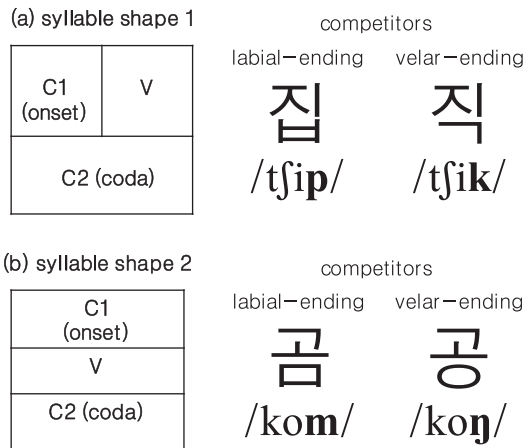 (a) syllable shape 1
competitors
labial-ending velar-ending
C1
(onset)
V
C2 (coda)
집 직
/tʃip/ /tʃik/
(b) syllable shape 2
competitors
labial-ending velar-ending
C1
(onset)
V
C2 (coda)
곰 공
/kom/ /koŋ/